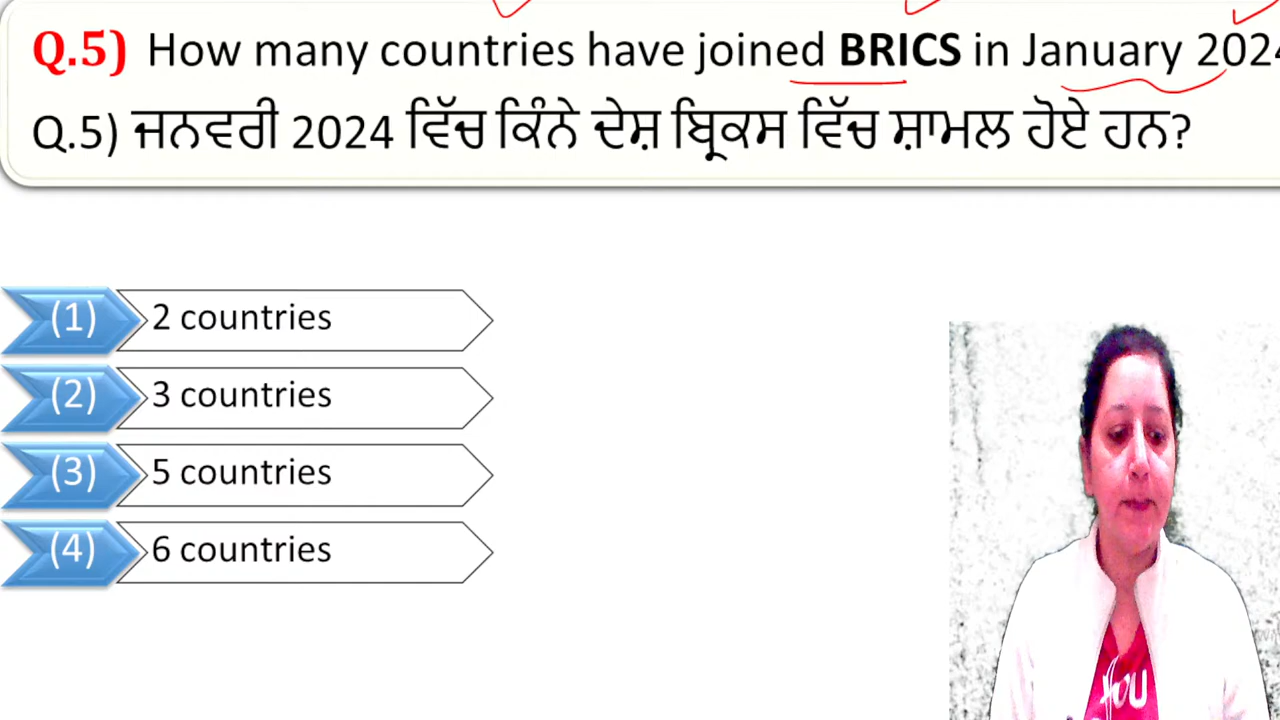 Q.5) How many countries have joined BRICS in January 202
Q.5) ਜਨਵਰੀ 2024 ਵਿੱਚ ਕਿੰਨੇ ਦੇਸ਼ ਬ੍ਰਿਕਸ ਵਿੱਚ ਸ਼ਾਮਲ ਹੋਏ ਹਨ?
(1) 2 countries
(2) 3 countries
(3) 5 countries
(4) 6 countries